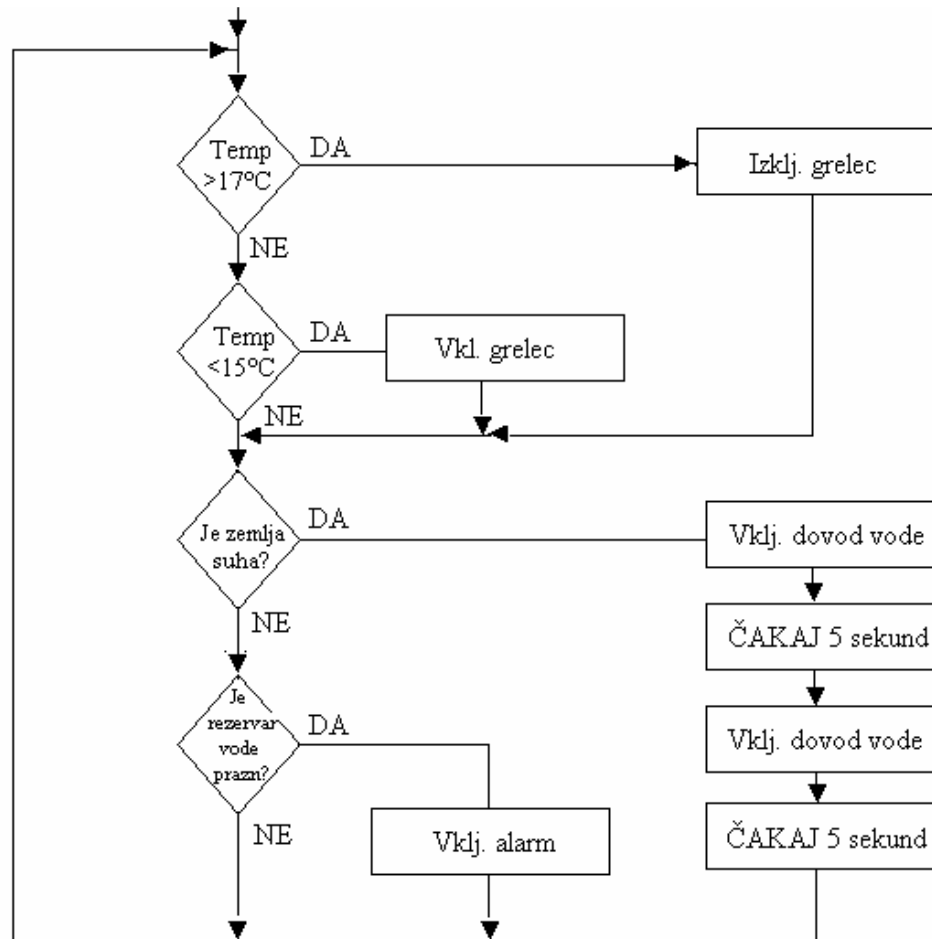 Temp
>17°C
DA
Izklj. grelec
NE
Temp
<15°C
DA
Vkl. grelec
NE
Je zemlja
suha?
DA
Vklj. dovod vode
NE
ČAKAJ 5 sekund
Je
rezervar
vode
prazn?
DA
Vklj. dovod vode
NE
Vklj. alarm
ČAKAJ 5 sekund